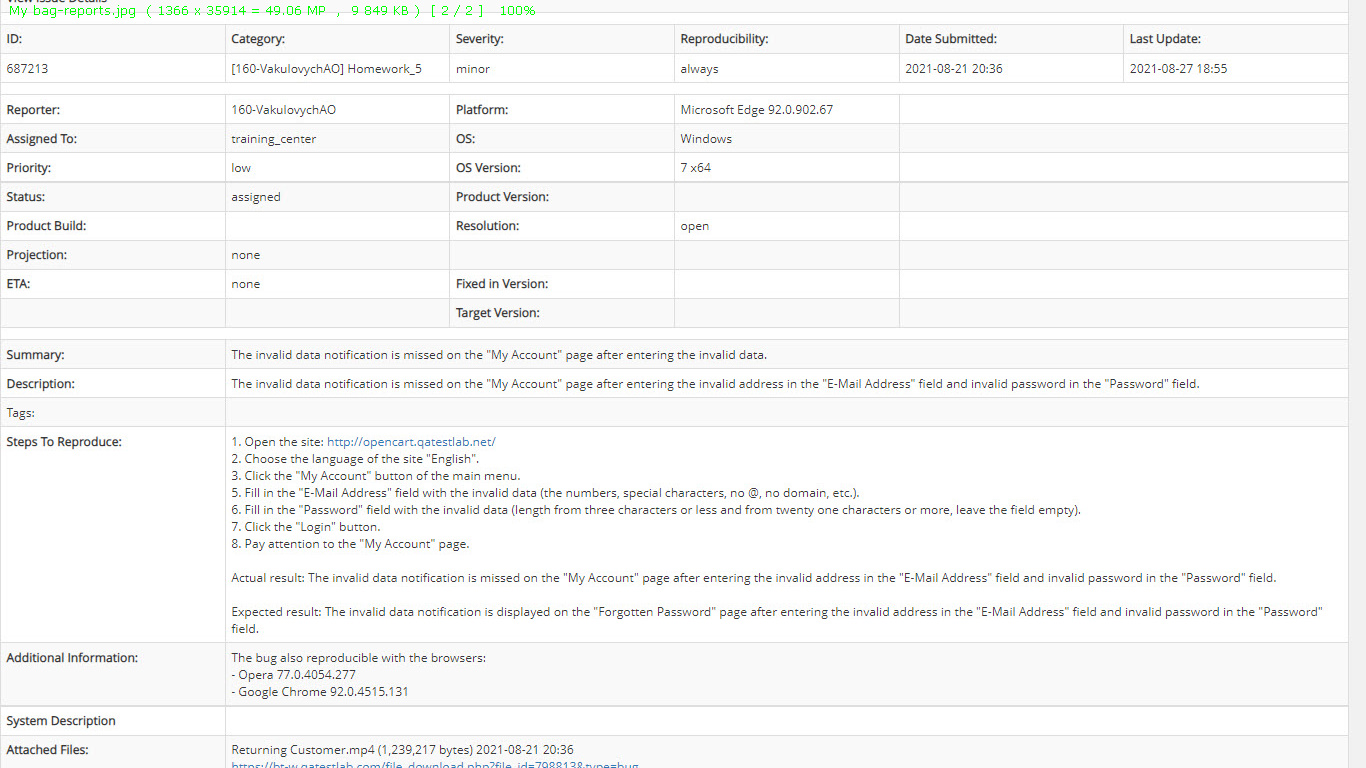 View Issue Details
My bag-reports.jpg ( 1366 x 35914 = 49.06 MP , 9 849 KB ) [ 2 / 2 ] 100%
ID: Category: Severity: Reproducibility: Date Submitted: Last Update:
687213 [160-VakulovychAO] Homework_5 minor always 2021-08-21 20:36 2021-08-27 18:55
Reporter: 160-VakulovychAO Platform: Microsoft Edge 92.0.902.67
Assigned To: training_center OS: Windows
Priority: low OS Version: 7 x64
Status: assigned Product Version:
Product Build: Resolution: open
Projection: none
ETA: none Fixed in Version:
Target Version:
Summary: The invalid data notification is missed on the "My Account" page after entering the invalid data.
Description: The invalid data notification is missed on the "My Account" page after entering the invalid address in the "E-Mail Address" field and invalid password in the "Password" field.
Tags:
Steps To Reproduce: 1. Open the site: http://opencart.qatestlab.net/
2. Choose the language of the site "English".
3. Click the "My Account" button of the main menu.
5. Fill in the "E-Mail Address" field with the invalid data (the numbers, special characters, no @, no domain, etc.).
6. Fill in the "Password" field with the invalid data (length from three characters or less and from twenty one characters or more, leave the field empty).
7. Click the "Login" button.
8. Pay attention to the "My Account" page.
Actual result: The invalid data notification is missed on the "My Account" page after entering the invalid address in the "E-Mail Address" field and invalid password in the "Password" field.
Expected result: The invalid data notification is displayed on the "Forgotten Password" page after entering the invalid address in the "E-Mail Address" field and invalid password in the "Password"
field.
Additional Information: The bug also reproducible with the browsers:
- Opera 77.0.4054.277
- Google Chrome 92.0.4515.131
System Description
Attached Files: Returning Customer.mp4 (1,239,217 bytes) 2021-08-21 20:36
https://bt-w.qatestlab.com/file_download.php?file_id=798813&type=bug